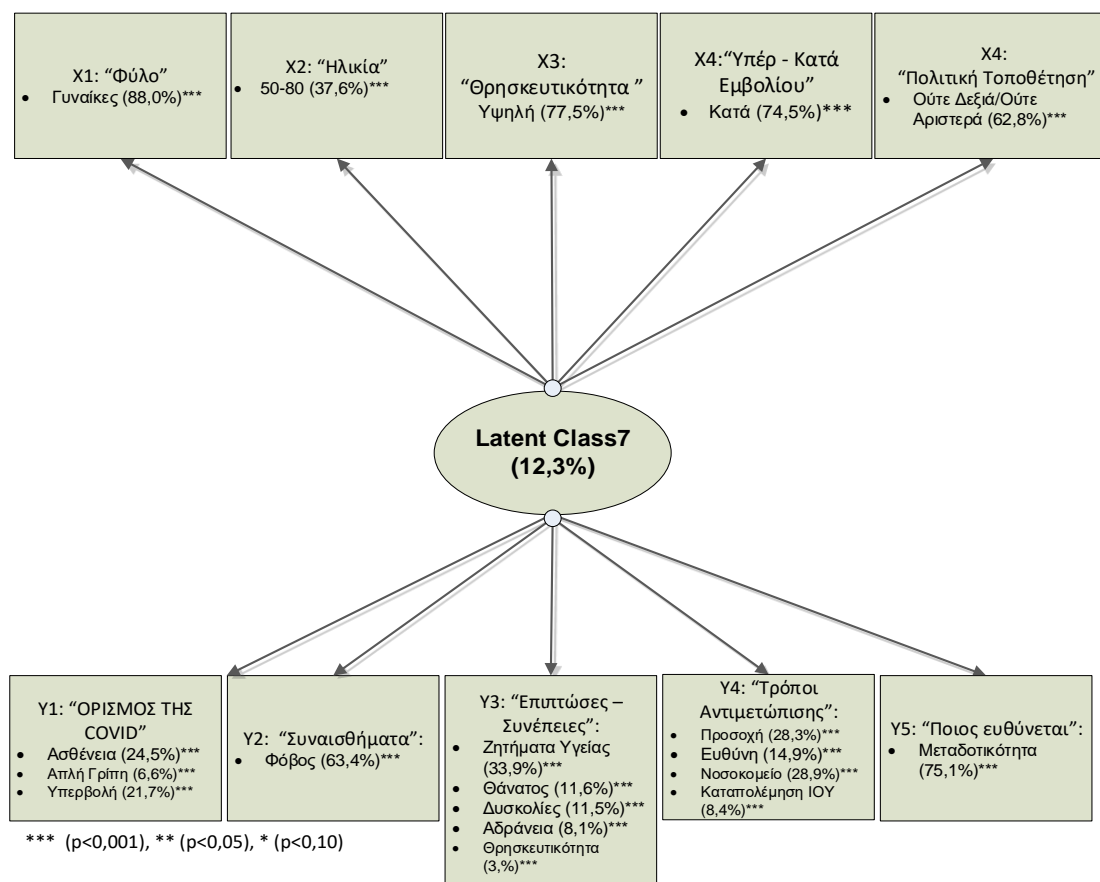 X1: “Φύλο”
• Γυναίκες (88,0%)***
X2: “Ηλικία”
• 50-80 (37,6%)***
X3:
“Θρησκευτικότητα ”
• Υψηλή (77,5%)***
X4:“Υπέρ - Κατά
Εμβολίου”
• Κατά (74,5%)***
X4:
“Πολιτική Τοποθέτηση”
• Ούτε Δεξιά/Ούτε
Αριστερά (62,8%)***
Latent Class7
(12,3%)
Y1: “ΟΡΙΣΜΟΣ ΤΗΣ
COVID”
• Ασθένεια (24,5%)***
• Απλή Γρίπη (6,6%)***
• Υπερβολή (21,7%)***
Y2: “Συναισθήματα”:
• Φόβος (63,4%)***
Y3: “Επιπτώσες –
Συνέπειες”:
• Ζητήματα Υγείας
(33,9%)***
• Θάνατος (11,6%)***
• Δυσκολίες (11,5%)***
• Αδράνεια (8,1%)***
• Θρησκευτικότητα
(3,%)***
Y4: “Τρόποι
Αντιμετώπισης”:
• Προσοχή (28,3%)***
• Ευθύνη (14,9%)***
• Νοσοκομείο (28,9%)***
• Καταπολέμηση ΙΟΥ
(8,4%)***
Y5: “Ποιος ευθύνεται”:
• Μεταδοτικότητα
(75,1%)***
*** (p<0,001), ** (p<0,05), * (p<0,10)